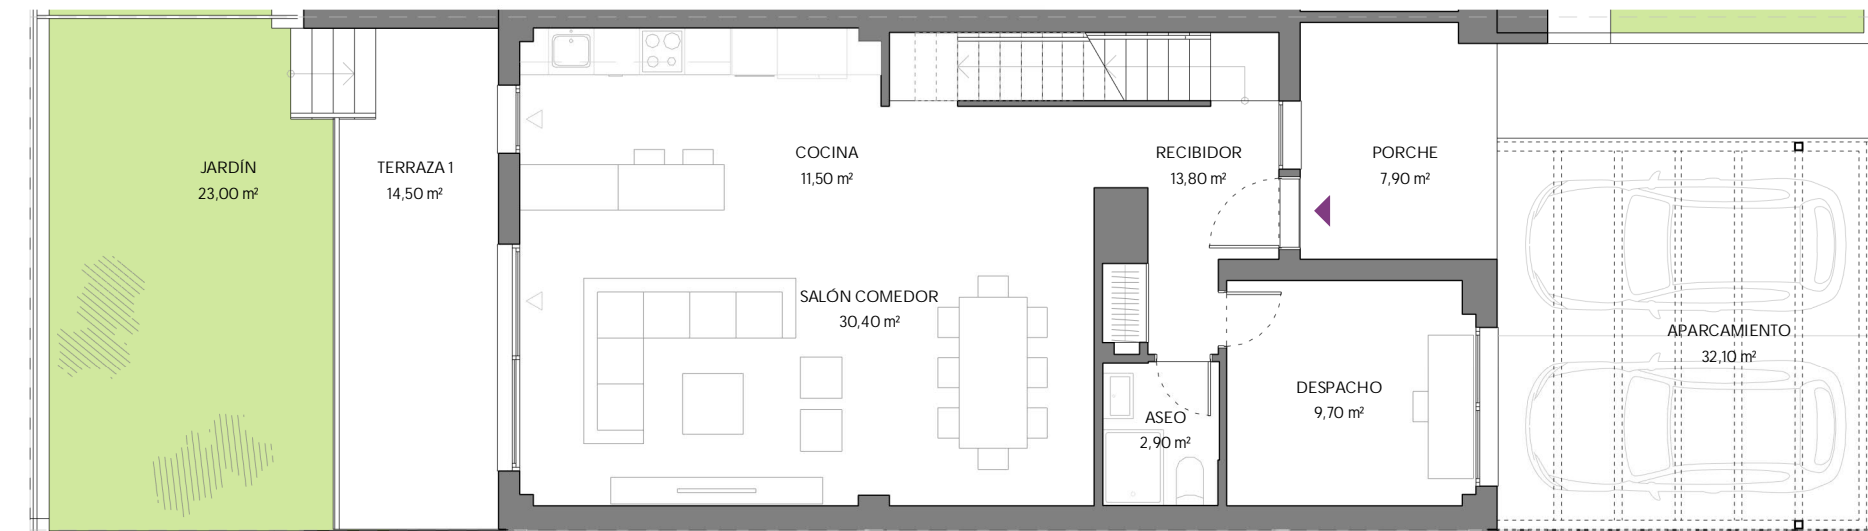 JARDÍN
23,00 m²
TERRAZA 1
14,50 m²
COCINA
11,50 m²
RECIBIDOR
13,80 m²
PORCHE
7,90 m²
SALÓN COMEDOR
30,40 m²
APARCAMIENTO
32,10 m²
DESPACHO
9,70 m²
ASEO
2,90 m²